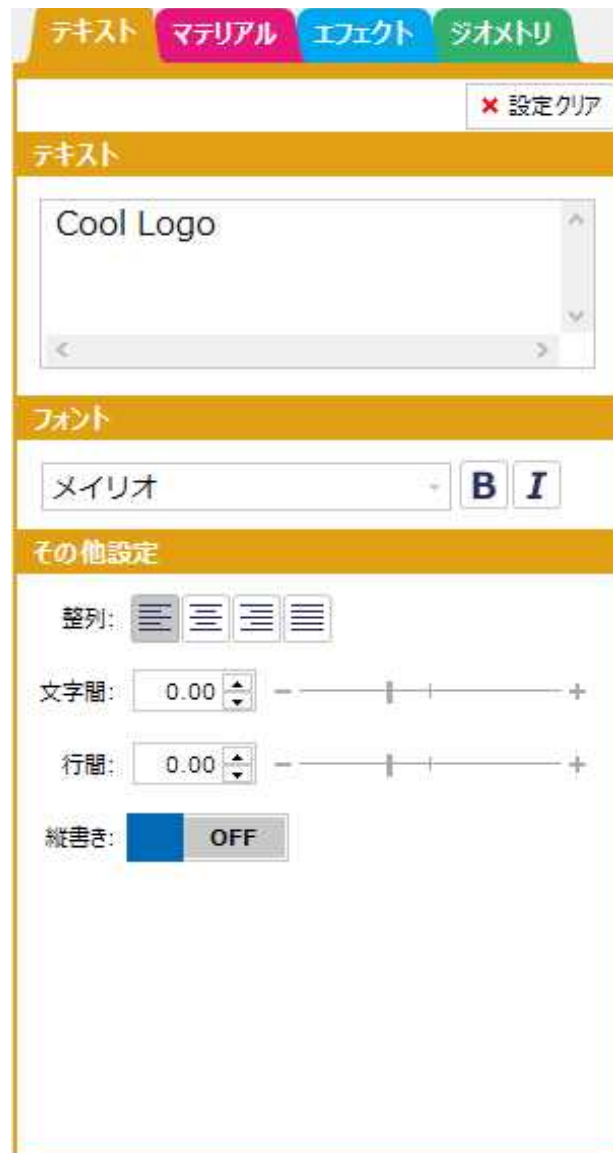 テキスト マテリアル エフェクト ジオメトリ
設定クリア
テキスト
Cool Logo
フォント
メイリオ B I
その他設定
整列:
文字間: 0.00
行間: 0.00
縦書き: OFF